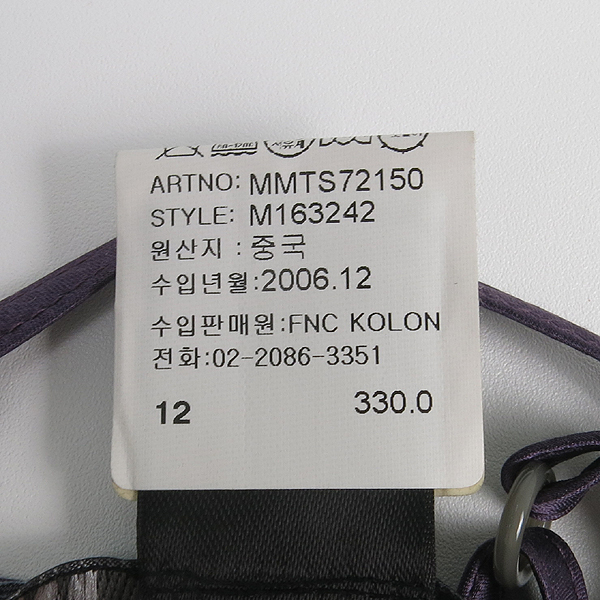 ARTNO: MMTS72150
STYLE: M163242
원산지 : 중국
수입년월:2006.12
수입판매원:FNC KOLON
전화:02-2086-3351
12 330.0